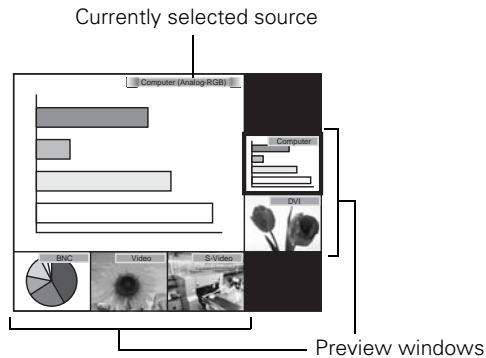 Currently selected source
Computer (Analog-RGB)
Computer
DVI
BNC
Video
S-Video
Preview windows